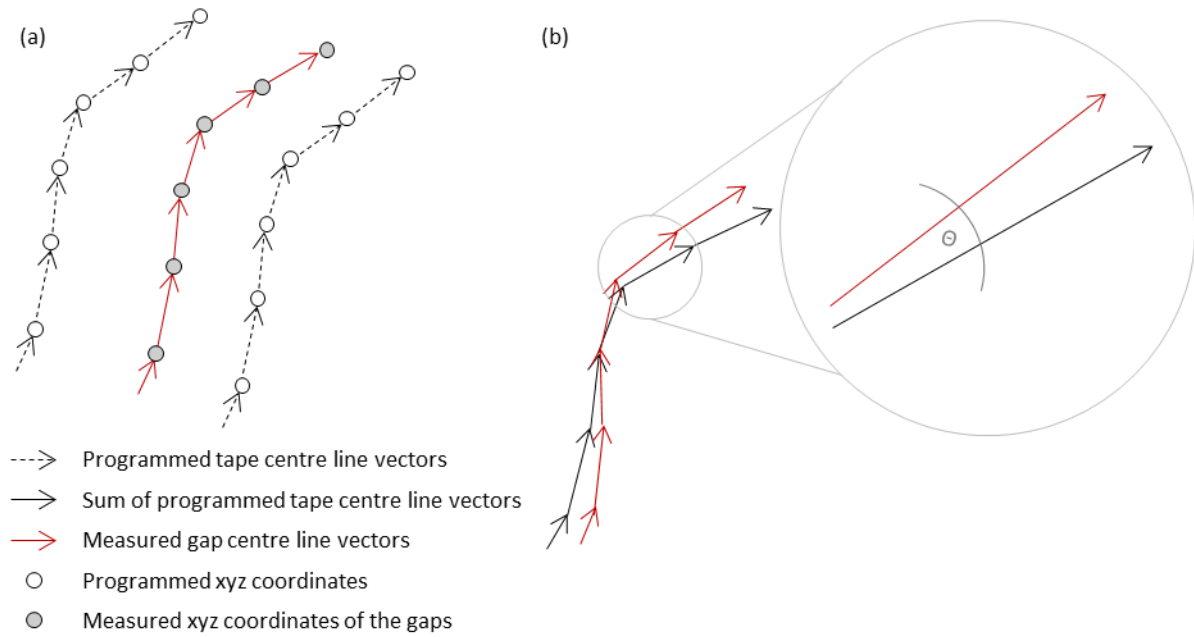 (a)
(b)
Θ
Programmed tape centre line vectors
Sum of programmed tape centre line vectors
Measured gap centre line vectors
Programmed xyz coordinates
Measured xyz coordinates of the gaps